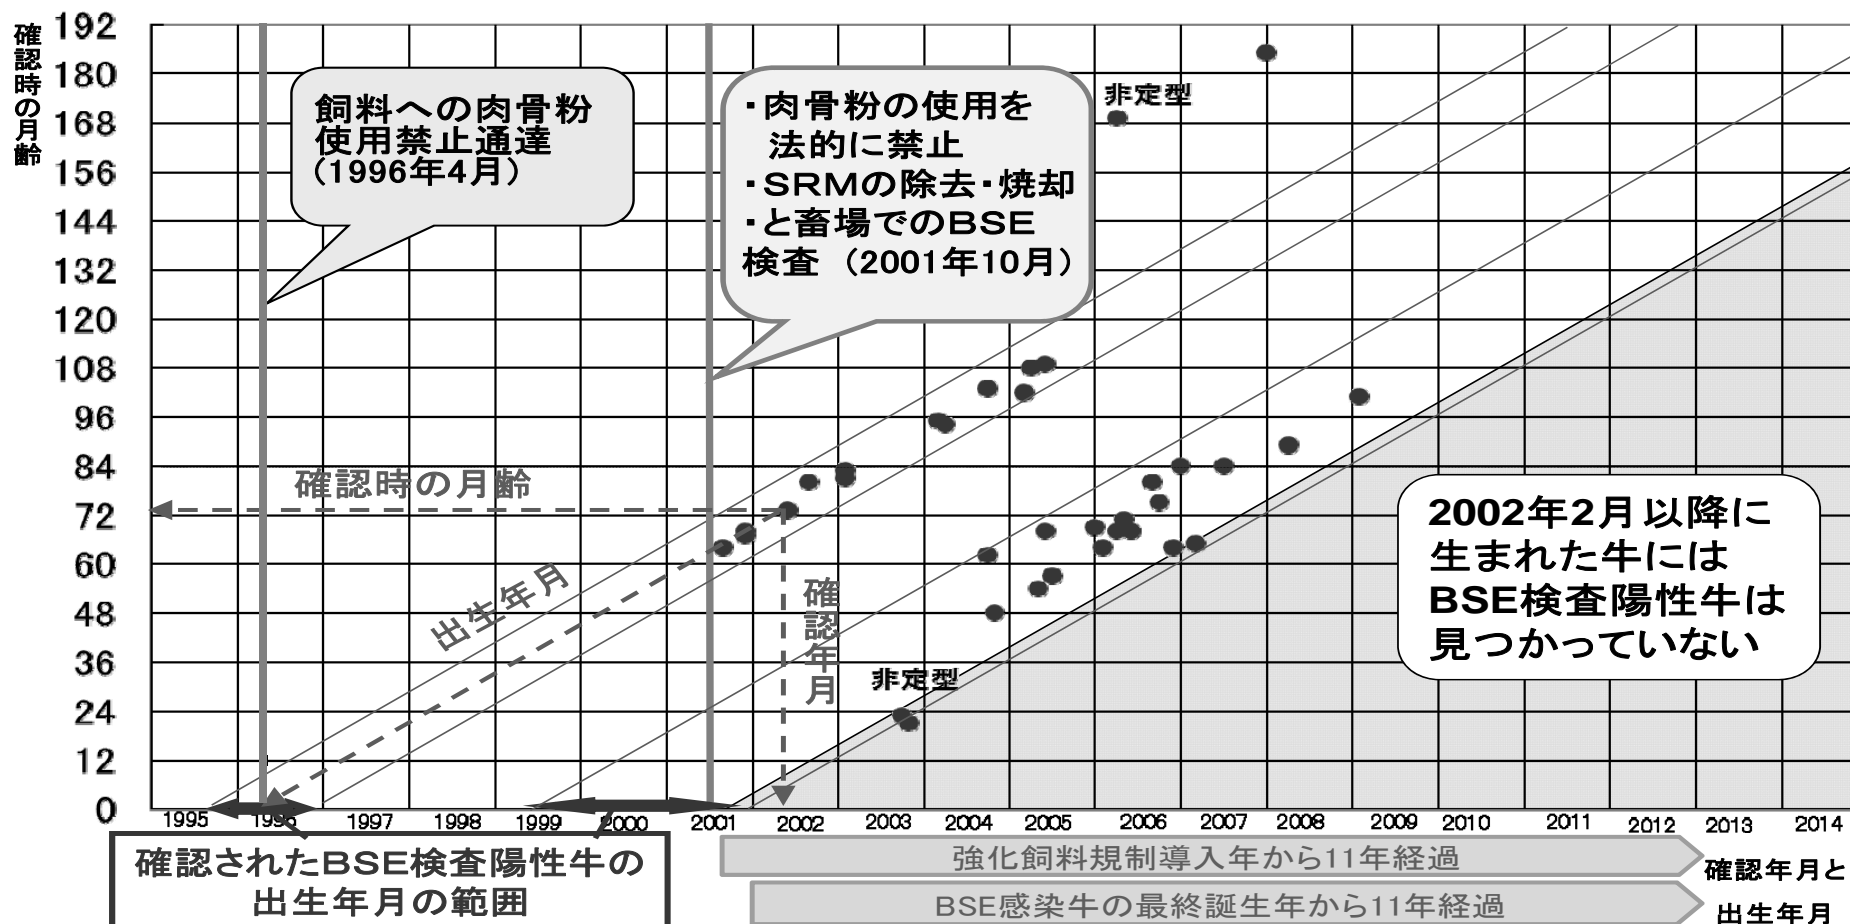 確認時の月齢
192
180
168
156
144
132
120
108
96
84
72
60
48
36
24
12
0
飼料への肉骨粉
使用禁止通達
(1996年4月)
・肉骨粉の使用を
法的に禁止
・SRMの除去・焼却
・と畜場でのBSE
検査 (2001年10月)
非定型
確認時の月齢
出生年月
確認年月
非定型
2002年2月以降に
生まれた牛には
BSE検査陽性牛は
見つかっていない
1995 1996 1997 1998 1999 2000 2001 2002 2003 2004 2005 2006 2007 2008 2009 2010 2011 2012 2013 2014
確認されたBSE検査陽性牛の
出生年月の範囲
強化飼料規制導入年から11年経過
BSE感染牛の最終誕生年から11年経過
確認年月と
出生年月